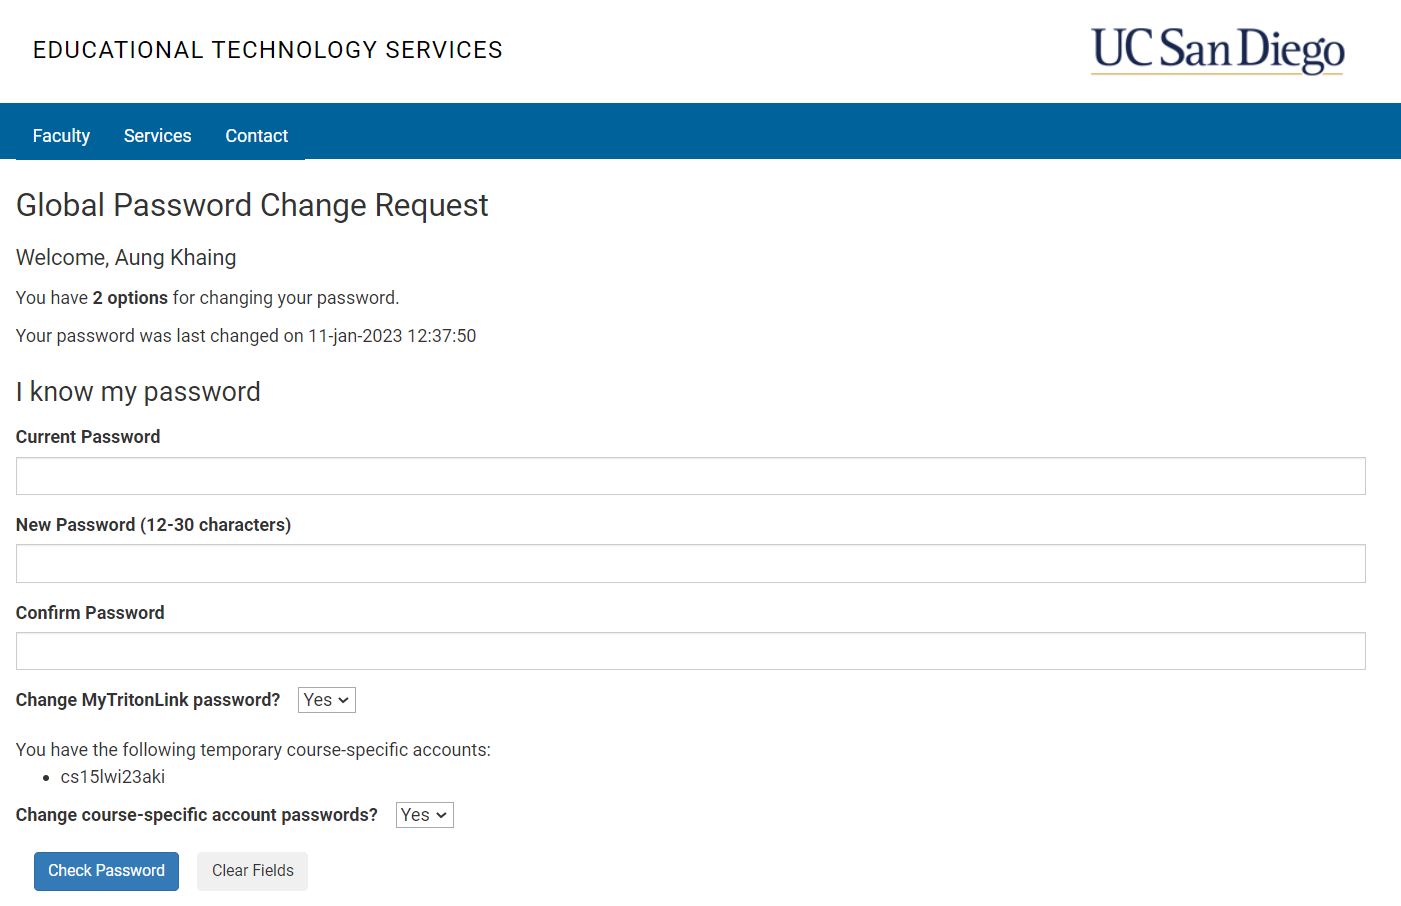 EDUCATIONAL TECHNOLOGY SERVICES
UC San Diego
Faculty Services Contact
Global Password Change Request
Welcome, Aung Khaing
You have 2 options for changing your password.
Your password was last changed on 11-jan-2023 12:37:50
I know my password
Current Password
New Password (12-30 characters)
Confirm Password
Change MyTritonLink password? Yes
You have the following temporary course-specific accounts:
• cs15lwi23aki
Change course-specific account passwords? Yes
Check Password Clear Fields